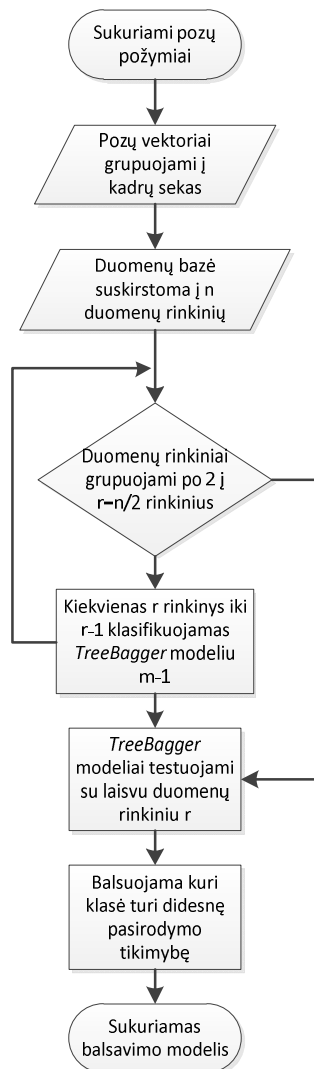 Sukuriami pozų
požymiai
Pozų vektoriai
grupuojami į
kadrų sekas
Duomenų bazė
suskirstoma į n
duomenų rinkinių
Duomenų rinkiniai
grupuojami po 2 į
r=n/2 rinkinius
Kiekvienas r rinkinys iki
r-1 klasifikuojamas
TreeBagger modeliu
m-1
TreeBagger
modeliai testuojami
su laisvu duomenų
rinkiniu r
Balsuojama kuri
klasė turi didesnę
pasirodymo
tikimybę
Sukuriamas
balsavimo modelis